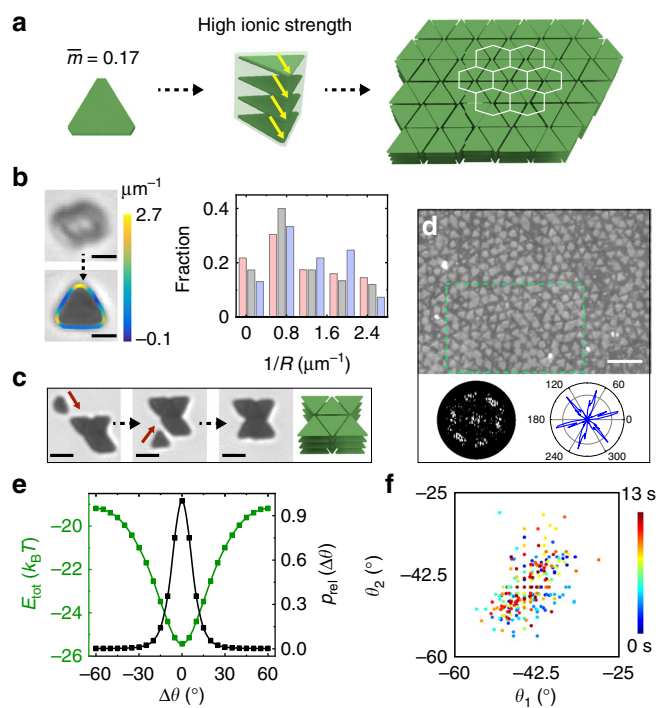 a
m̅ = 0.17
High ionic strength
b
μm⁻¹
2.7
−0.1
Fraction
0.4
0.2
0
0 0.8 1.6 2.4
1/R (μm⁻¹)
c
d
120 60
180 0
240 300
e
E_tot (k_BT)
−20
−22
−24
−26
−60 −30 0 30 60
Δθ (°)
0.9
0.6
0.3
0.0
p_rel (Δθ)
f
−25
−42.5
−60
θ₂ (°)
−60 −42.5 −25
θ₁ (°)
13 s
0 s